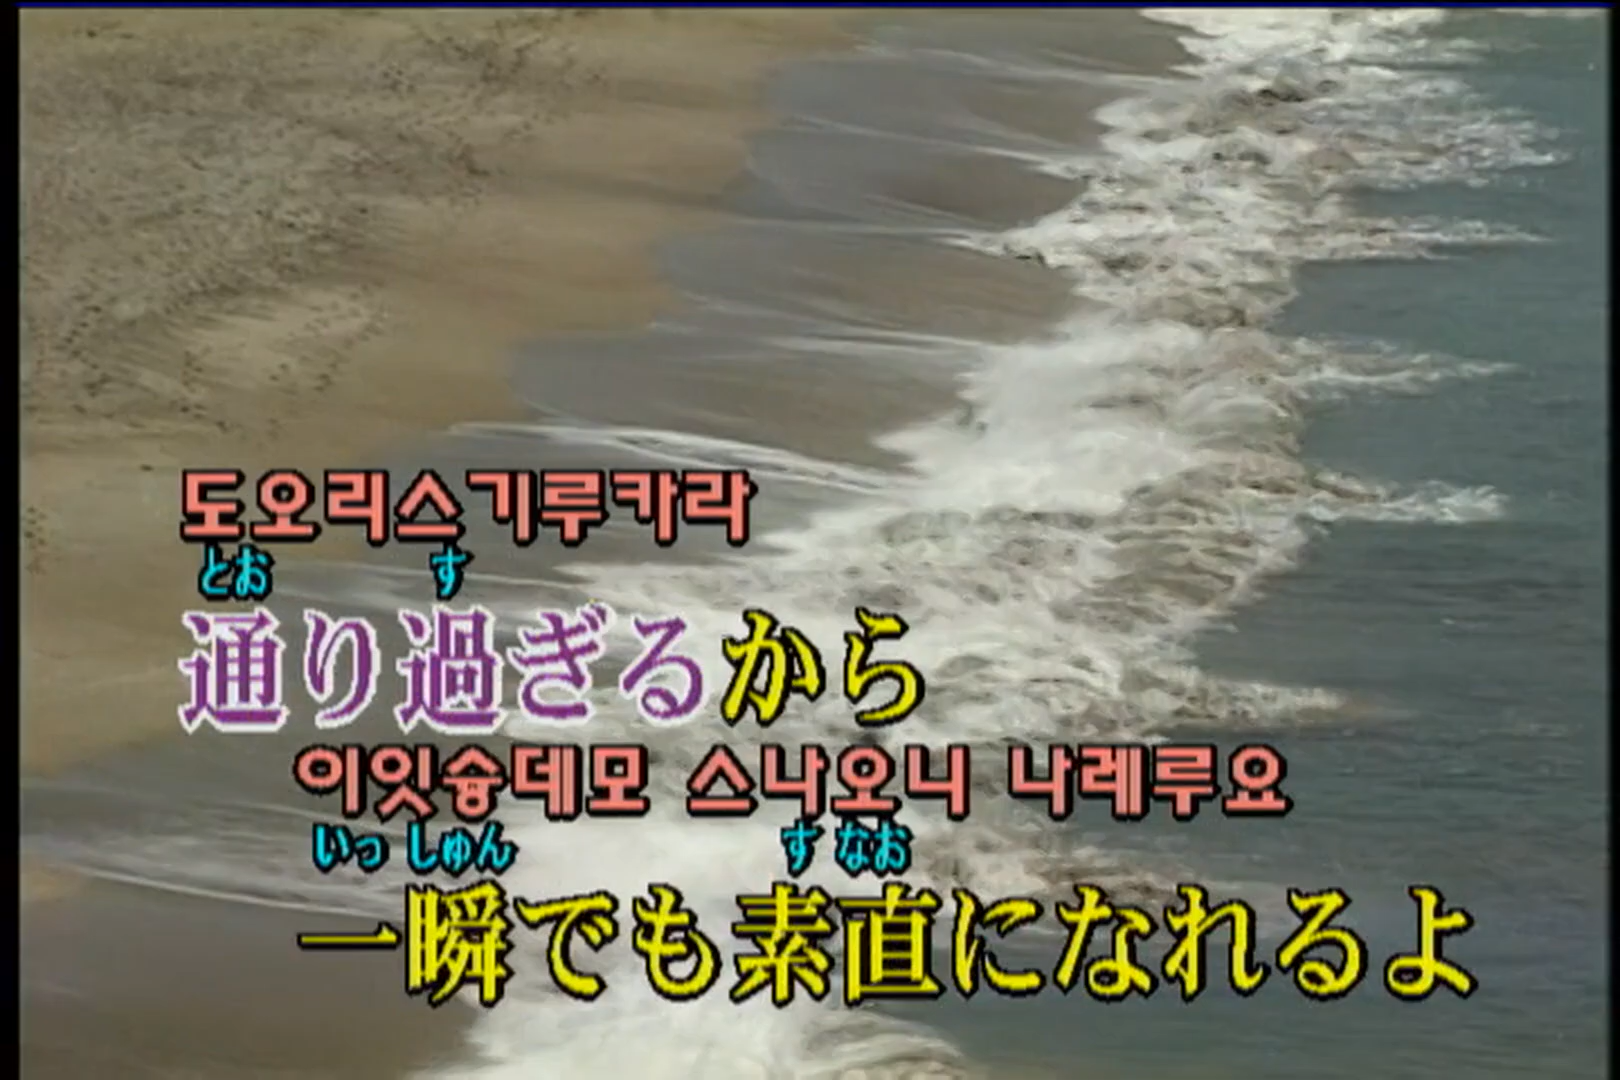 도오리스기루카라
とお す
通り過ぎるから
이잇슝데모 스나오니 나레루요
いっ しゅん す なお
一瞬でも素直になれるよ